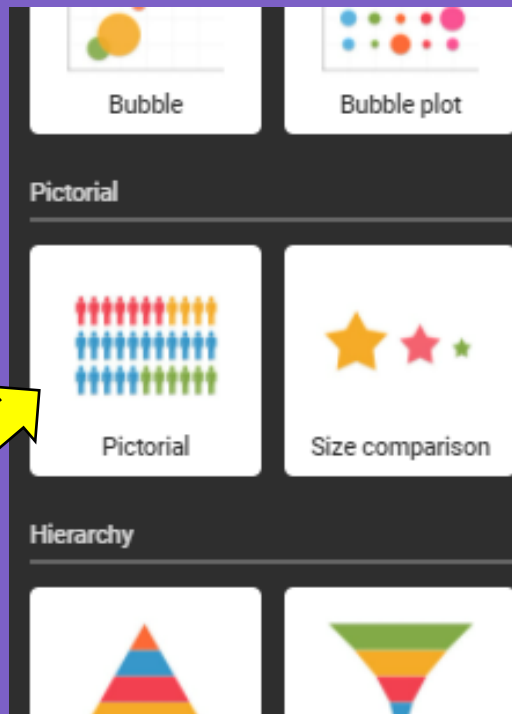 Bubble
Bubble plot
Pictorial
Pictorial
Size comparison
Hierarchy